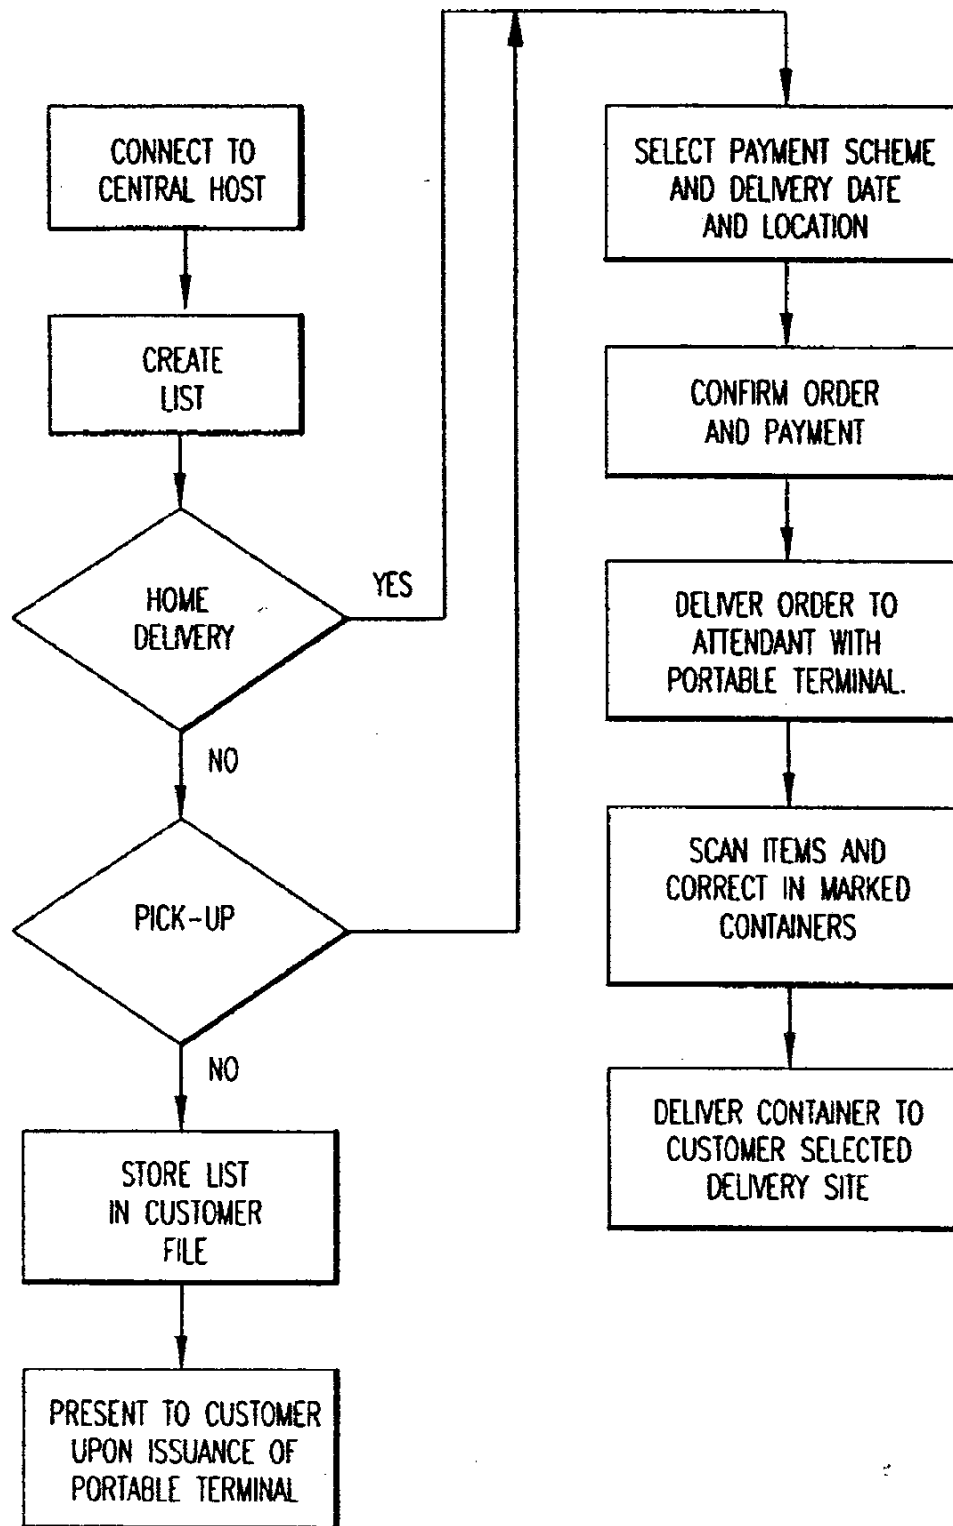 CONNECT TO
CENTRAL HOST
CREATE
LIST
HOME
DELIVERY
YES
NO
PICK-UP
NO
STORE LIST
IN CUSTOMER
FILE
PRESENT TO CUSTOMER
UPON ISSUANCE OF
PORTABLE TERMINAL
SELECT PAYMENT SCHEME
AND DELIVERY DATE
AND LOCATION
CONFIRM ORDER
AND PAYMENT
DELIVER ORDER TO
ATTENDANT WITH
PORTABLE TERMINAL.
SCAN ITEMS AND
CORRECT IN MARKED
CONTAINERS
DELIVER CONTAINER TO
CUSTOMER SELECTED
DELIVERY SITE